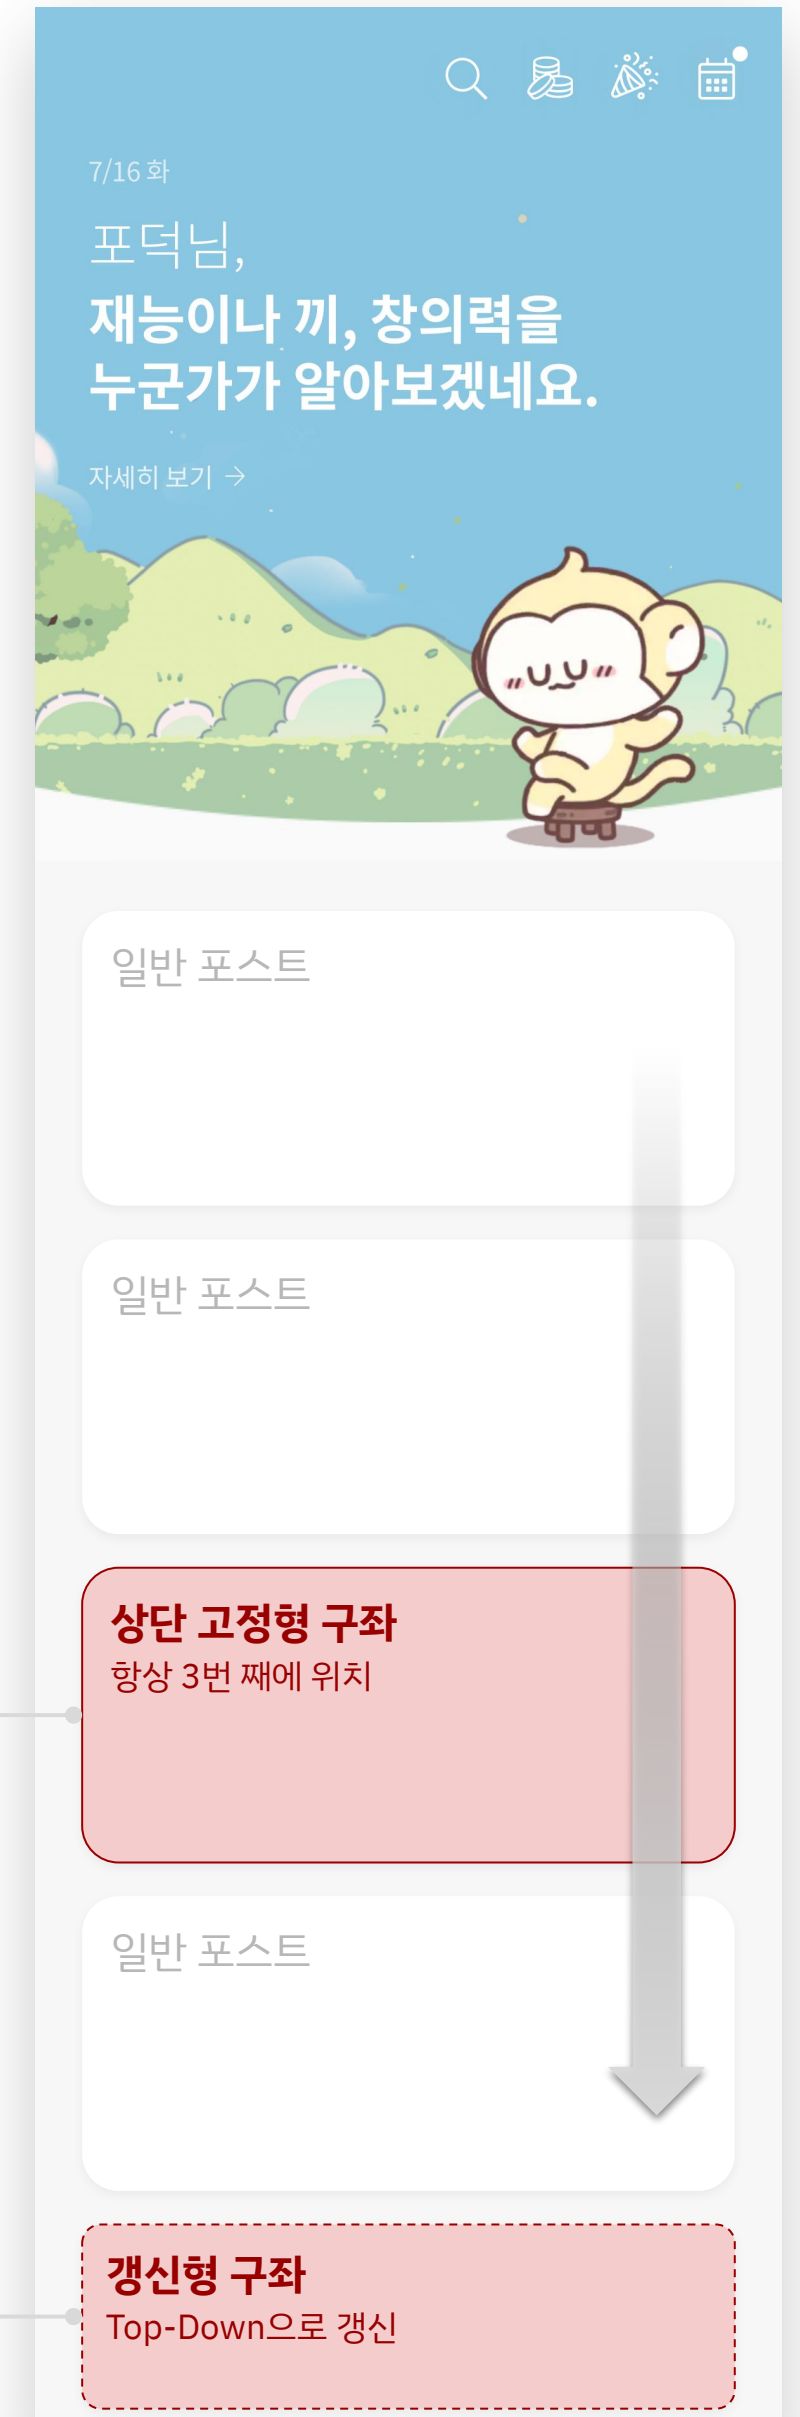 7/16 화
포덕님,
재능이나 끼, 창의력을
누군가가 알아보겠네요.
자세히 보기 →
일반 포스트
일반 포스트
상단 고정형 구좌
항상 3번 째에 위치
일반 포스트
갱신형 구좌
Top-Down으로 갱신